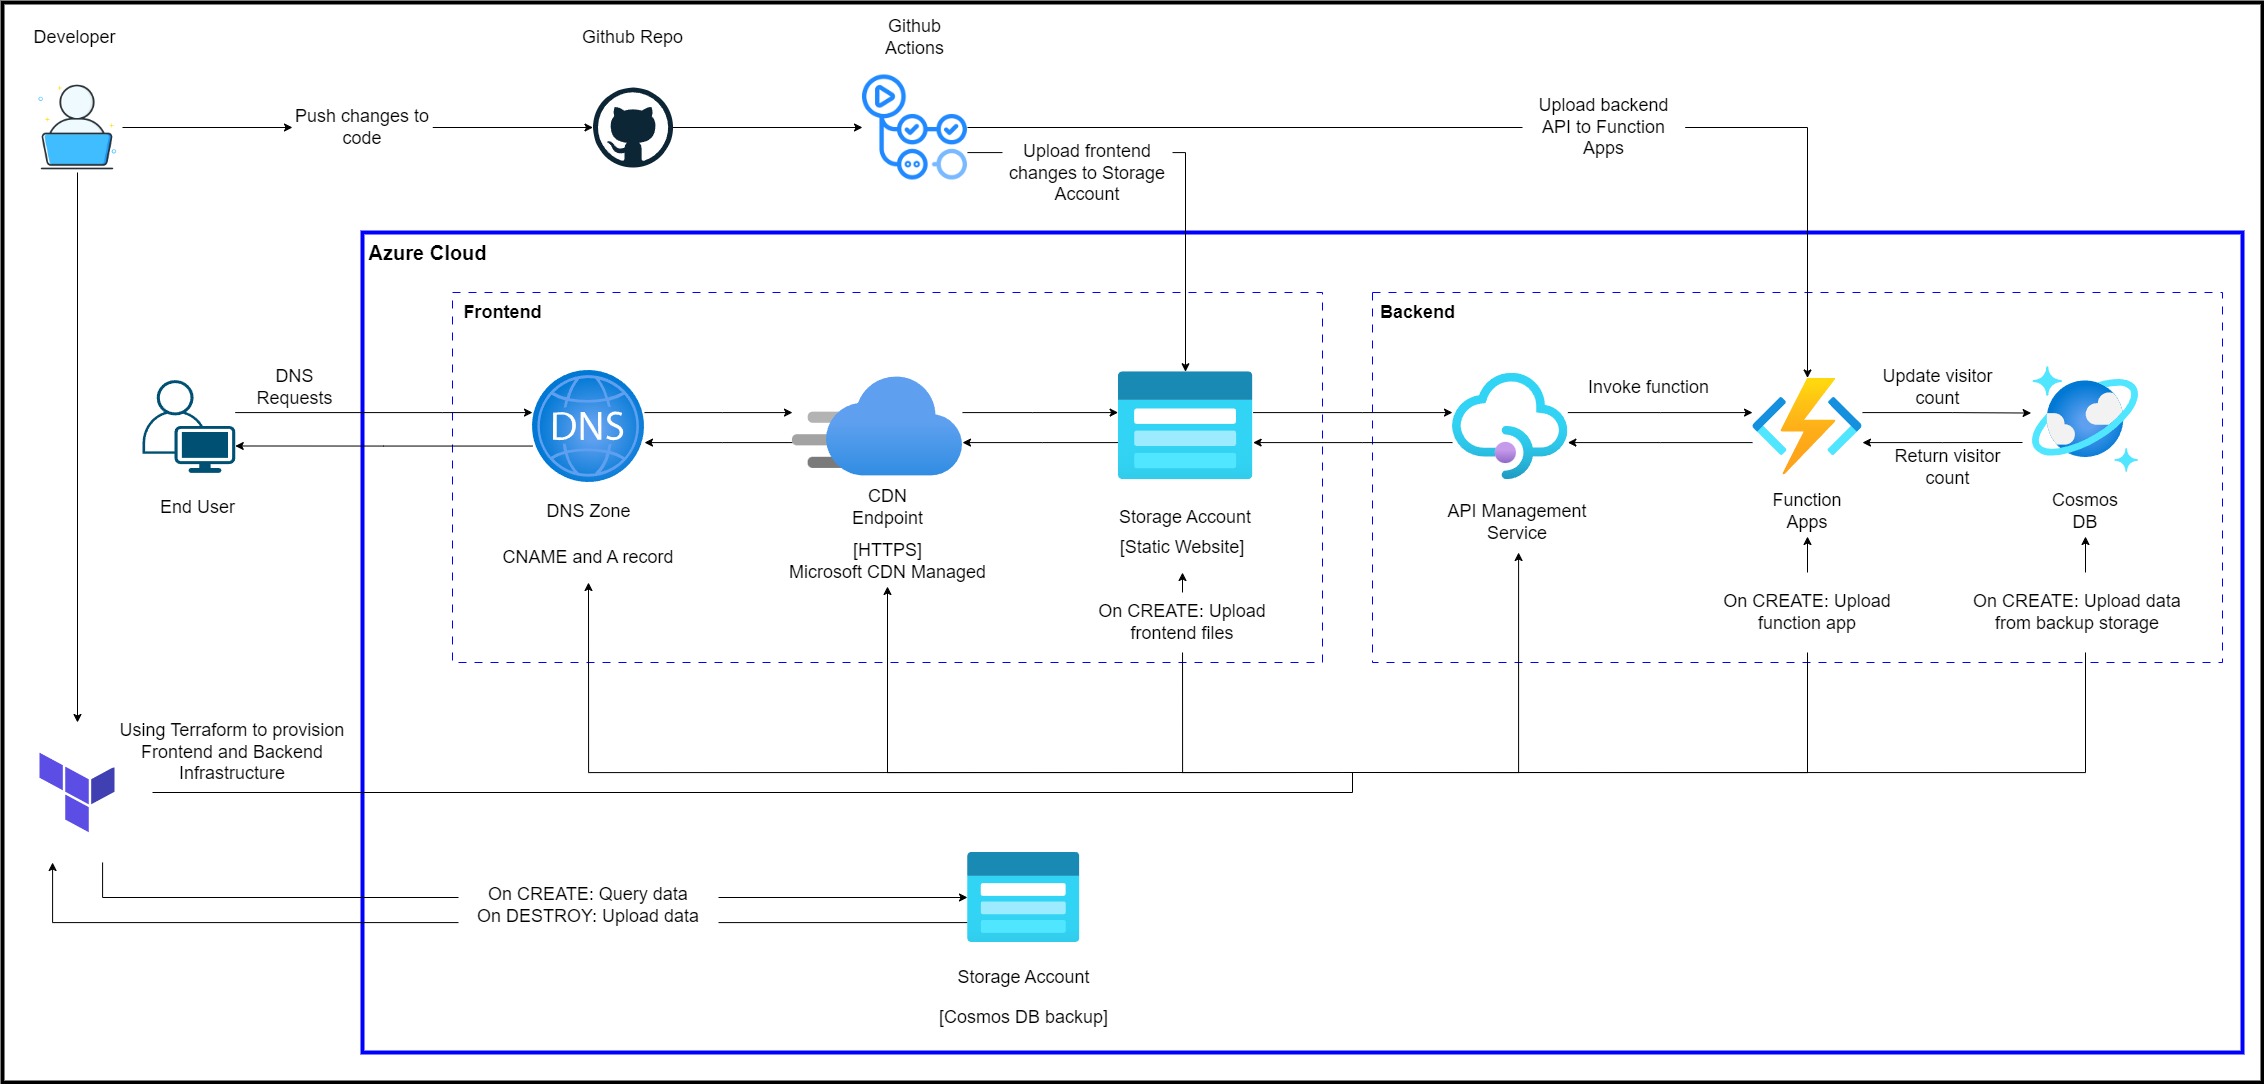 Developer
Github Repo
Github
Actions
Push changes to
code
Upload backend
API to Function
Apps
Upload frontend
changes to Storage
Account
Azure Cloud
Frontend
Backend
DNS
Requests
DNS
Invoke function
Update visitor
count
Return visitor
count
End User
DNS Zone
CNAME and A record
CDN
Endpoint
[HTTPS]
Microsoft CDN Managed
Storage Account
[Static Website]
On CREATE: Upload
frontend files
API Management
Service
Function
Apps
On CREATE: Upload
function app
Cosmos
DB
On CREATE: Upload data
from backup storage
Using Terraform to provision
Frontend and Backend
Infrastructure
On CREATE: Query data
On DESTROY: Upload data
Storage Account
[Cosmos DB backup]